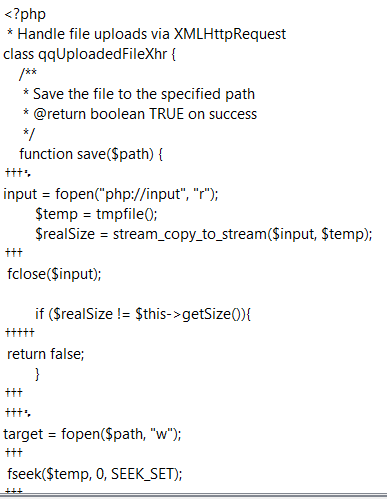 <?php
* Handle file uploads via XMLHttpRequest
class qqUploadedFileXhr {
/**
* Save the file to the specified path
* @return boolean TRUE on success
*/
function save($path) {
input = fopen("php://input", "r");
$temp = tmpfile();
$realSize = stream_copy_to_stream($input, $temp);
†††
fclose($input);
if ($realSize != $this->getSize()){
†††††
return false;
}
†††
target = fopen($path, "w");
†††
fseek($temp, 0, SEEK_SET);